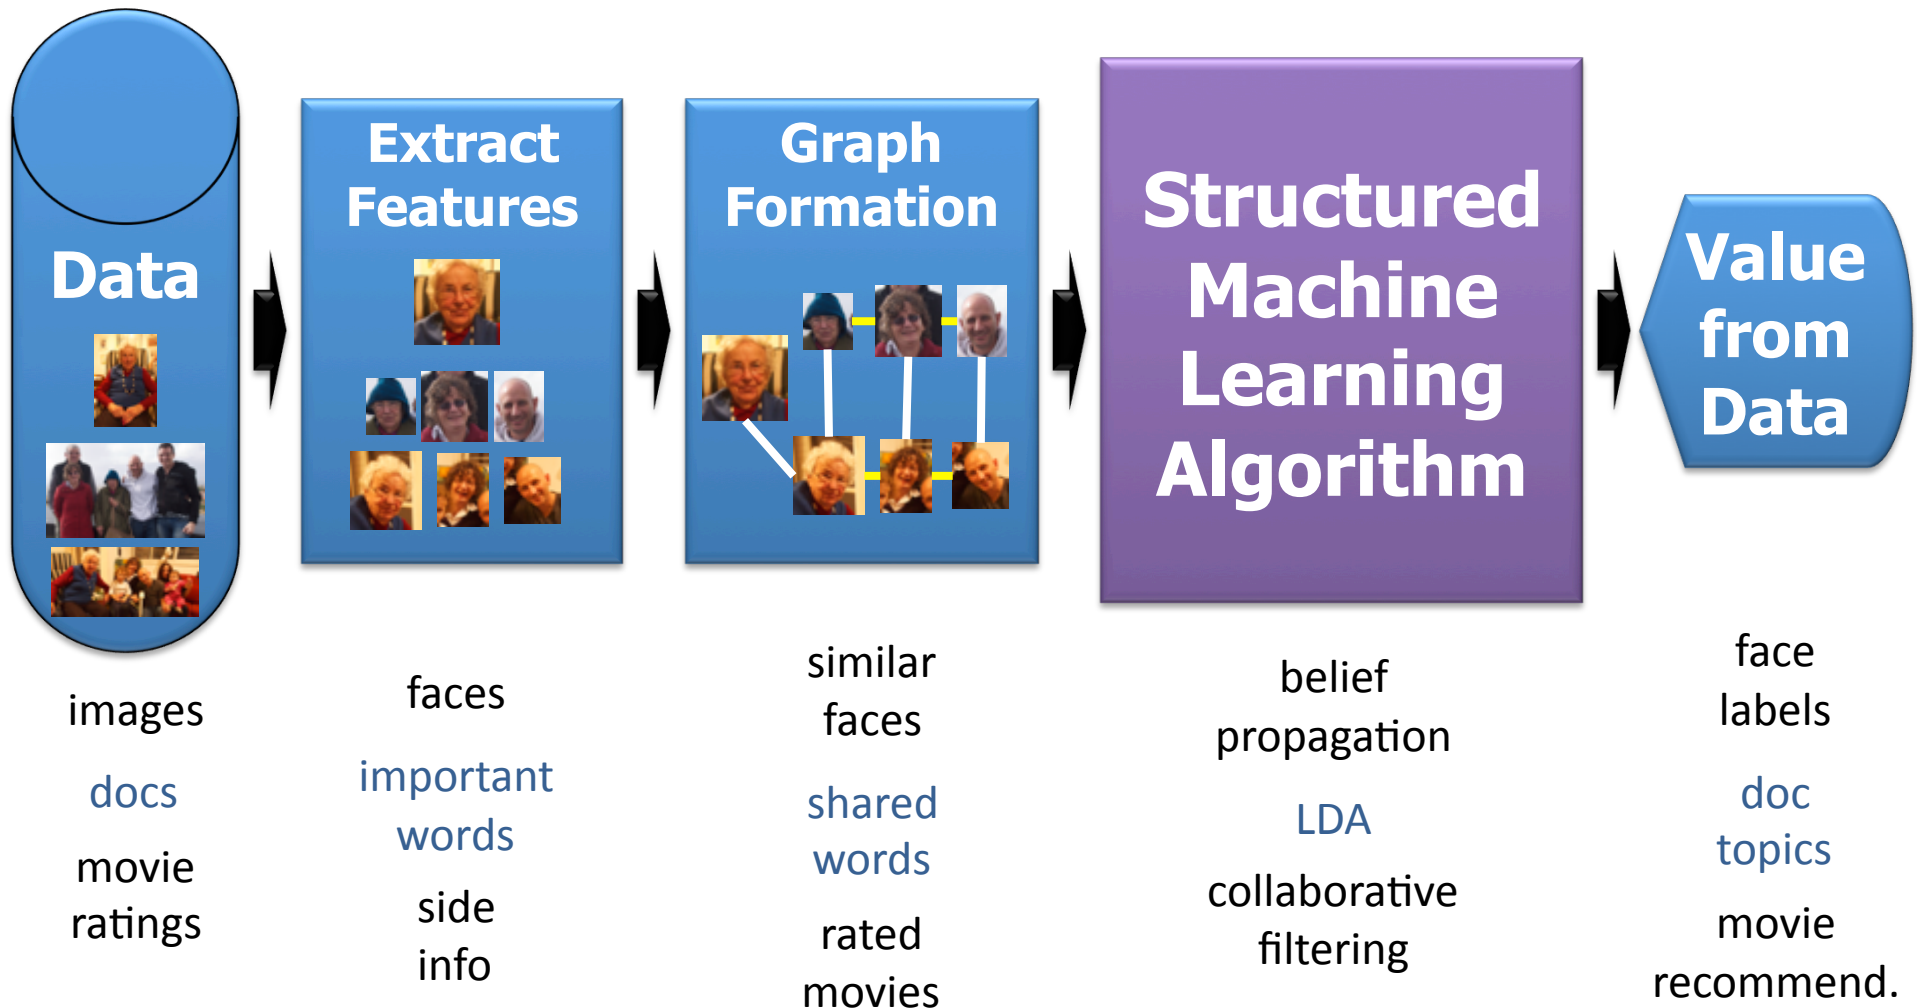 Data
Extract
Features
Graph
Formation
Structured
Machine
Learning
Algorithm
Value
from
Data
images
docs
movie
ratings
faces
important
words
side
info
similar
faces
shared
words
rated
movies
belief
propagation
LDA
collaborative
filtering
face
labels
doc
topics
movie
recommend.